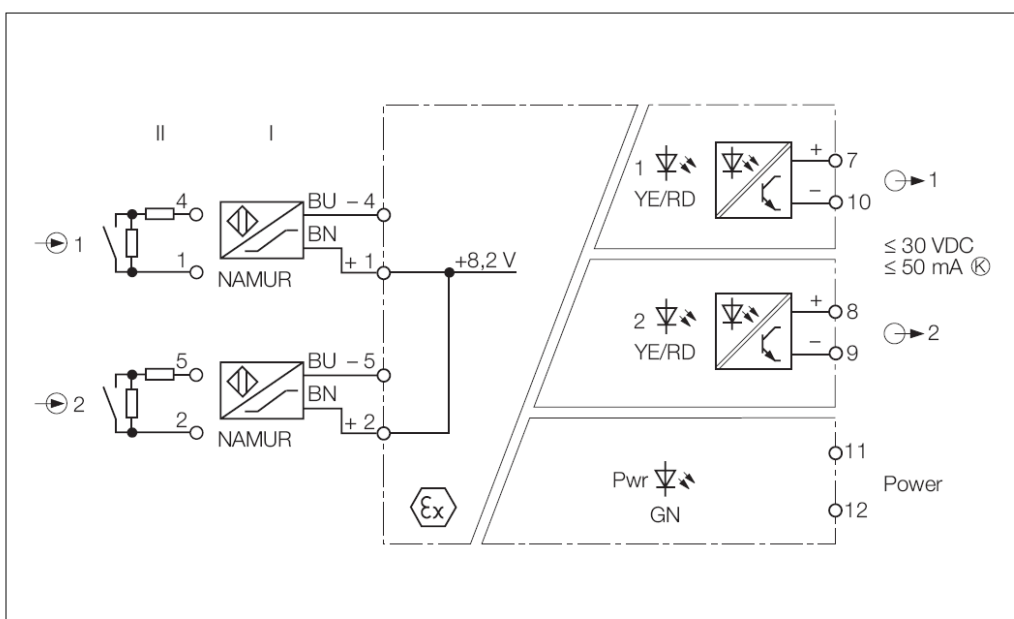 II I
4
1
1
BU − 4
BN
+ 1
NAMUR
+8,2 V
5
2
2
BU − 5
BN
+ 2
NAMUR
εx
1
YE/RD
+ 7
− 10
1
≤ 30 VDC
≤ 50 mA Ⓚ
2
YE/RD
+ 8
− 9
2
Pwr
GN
11
12
Power